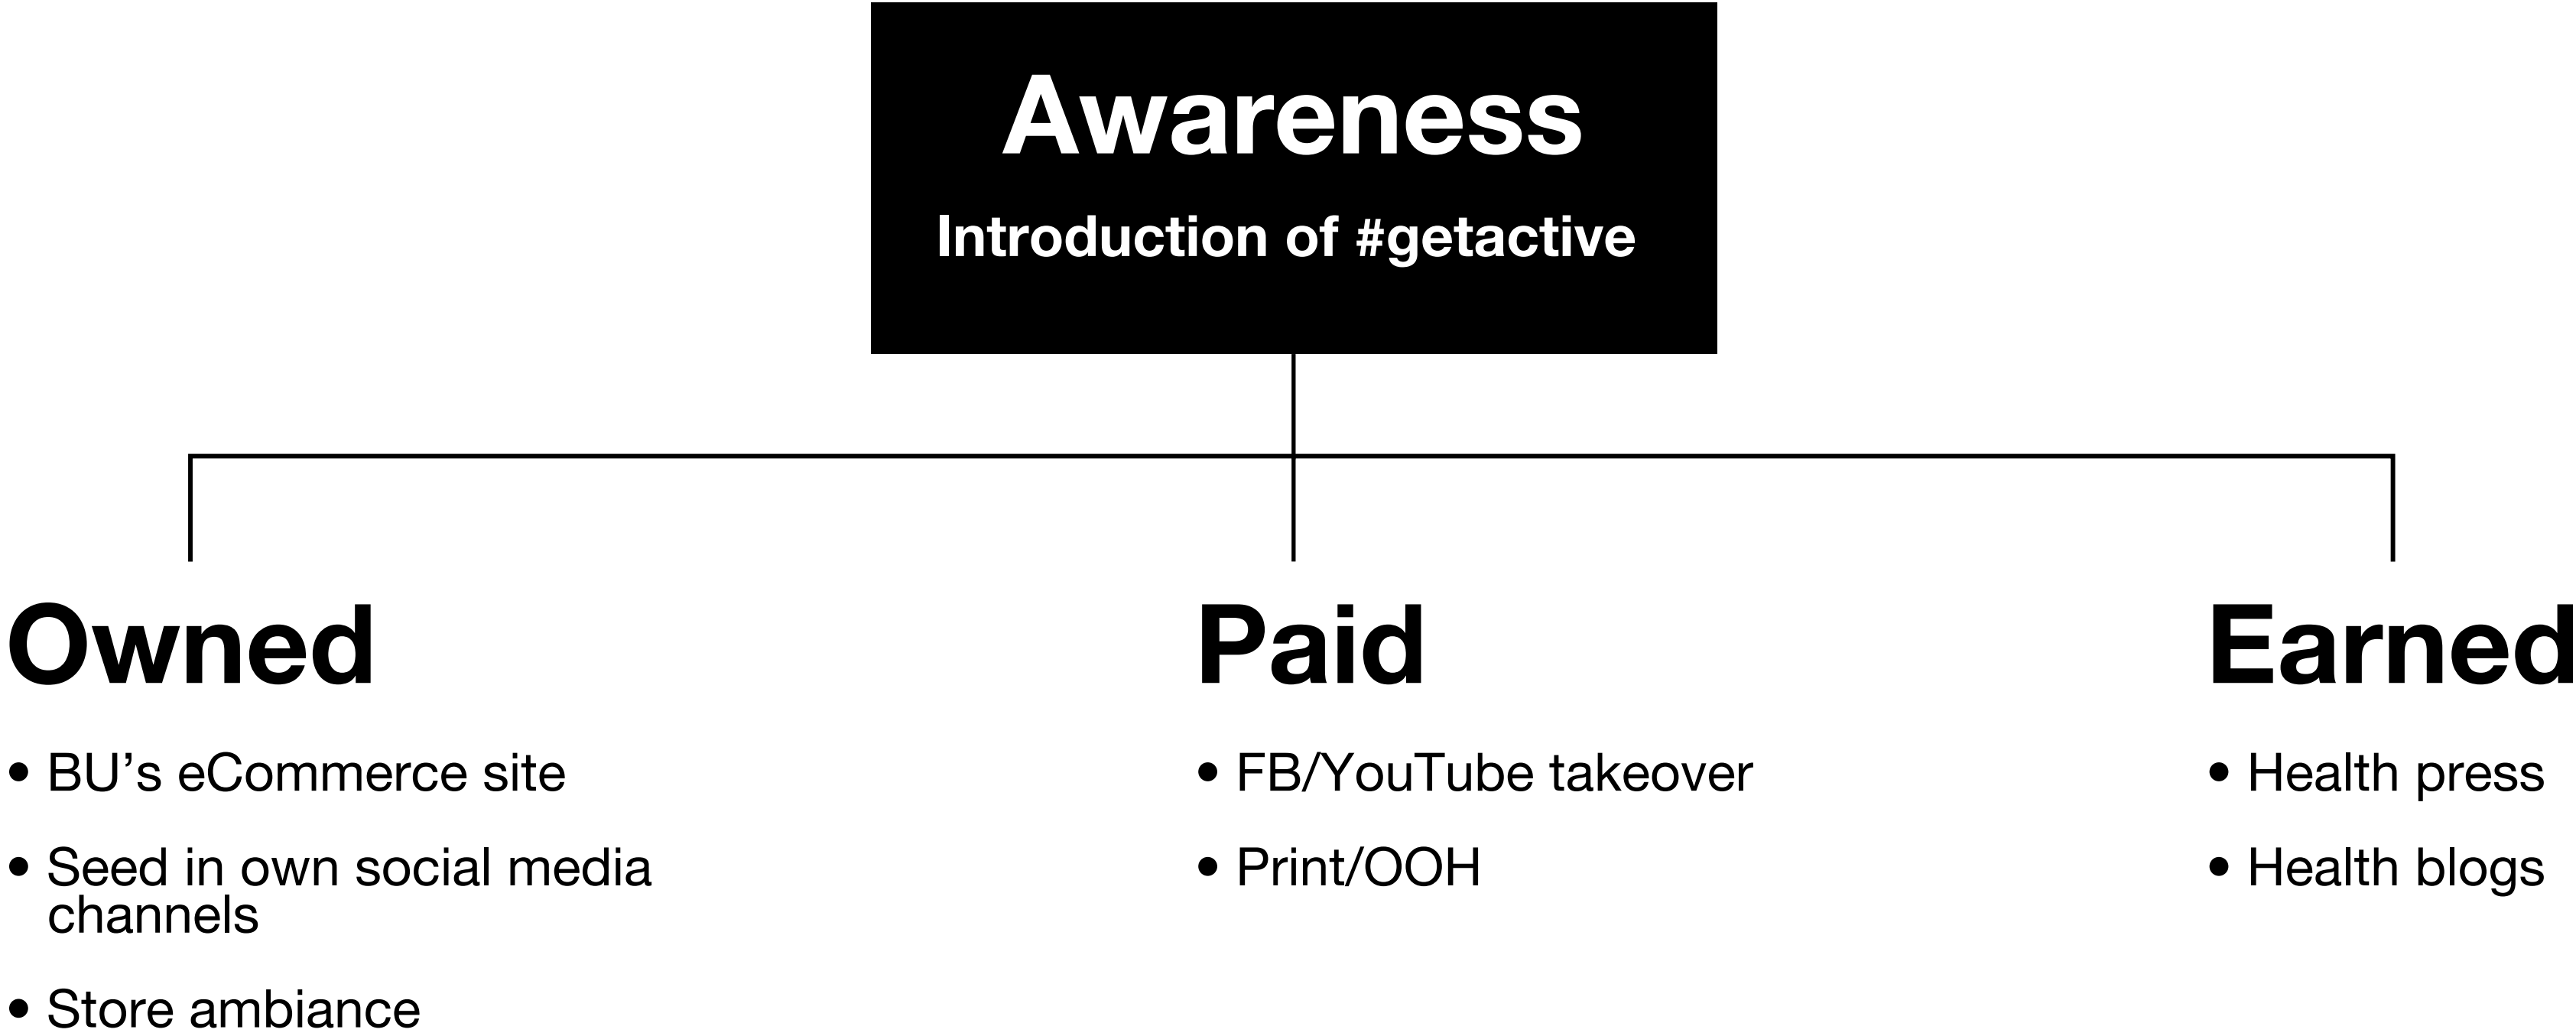 Awareness
Introduction of #getactive
Owned
• BU’s eCommerce site
• Seed in own social media
channels
• Store ambiance
Paid
• FB/YouTube takeover
• Print/OOH
Earned
• Health press
• Health blogs